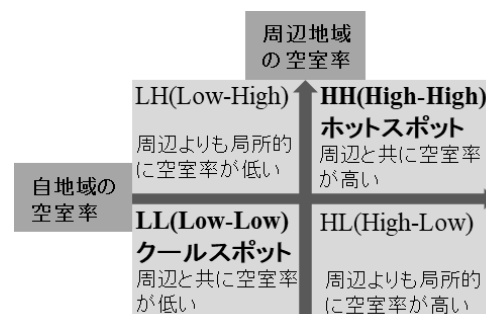 周辺地域
の空室率
LH(Low-High)
周辺よりも局所的
に空室率が低い
HH(High-High)
ホットスポット
周辺と共に空室率
が高い
自地域の
空室率
LL(Low-Low)
クールスポット
周辺と共に空室率
が低い
HL(High-Low)
周辺よりも局所的
に空室率が高い